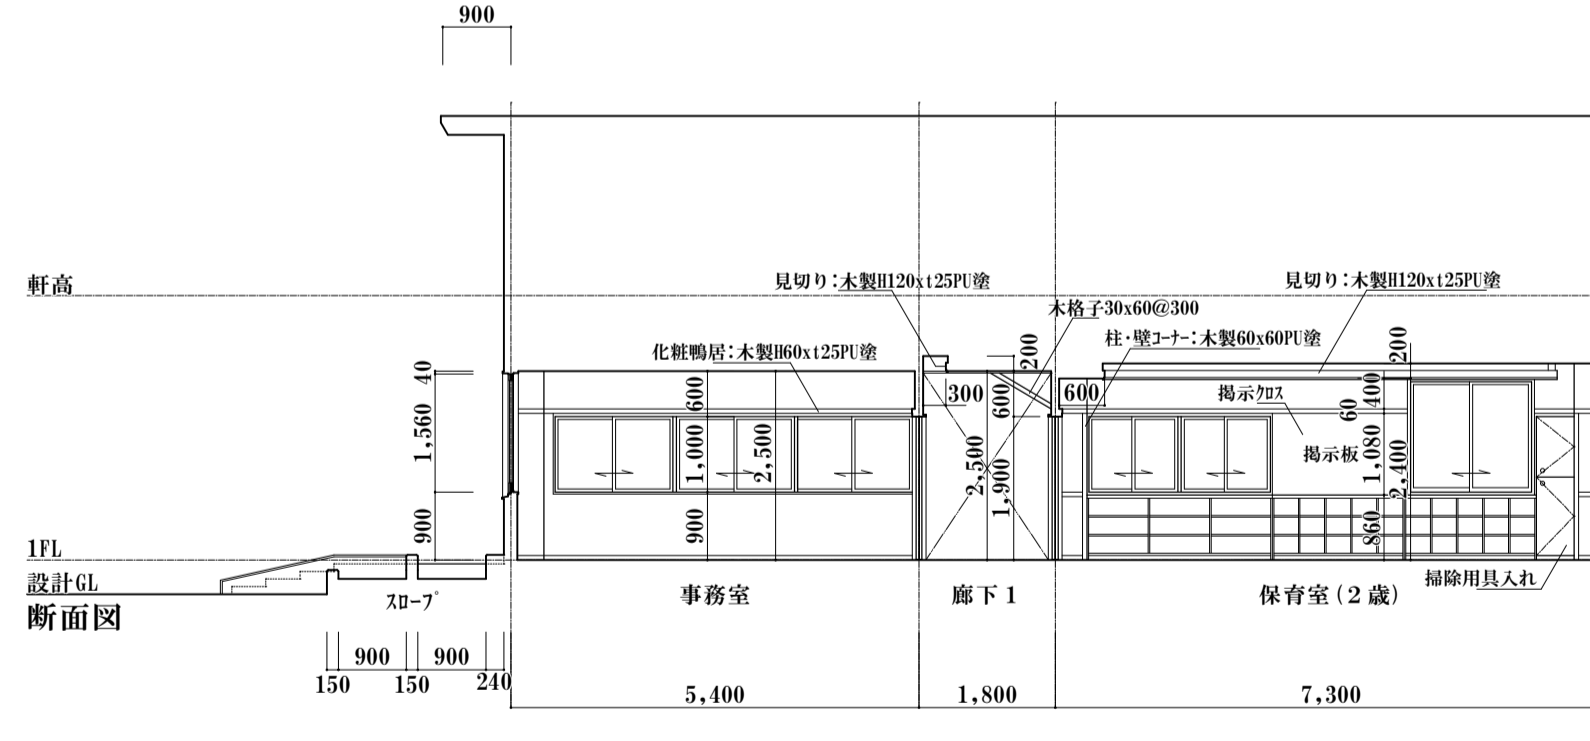 900
軒高
見切り：木製H120xt25PU塗
見切り：木製H120xt25PU塗
木格子30x60@300
柱・壁ｺｰﾅｰ：木製60x60PU塗
化粧鴨居：木製H60xt25PU塗
200
200
40
600
300
600
600
400
掲示ｸﾛｽ
60
掲示板
1,560
1,000
2,500
2,500
1,900
1,080
2,400
900
900
860
1FL
設計GL
断面図
ｽﾛｰﾌﾟ
事務室
廊下1
保育室(2歳)
掃除用具入れ
900
900
150
150
240
5,400
1,800
7,300